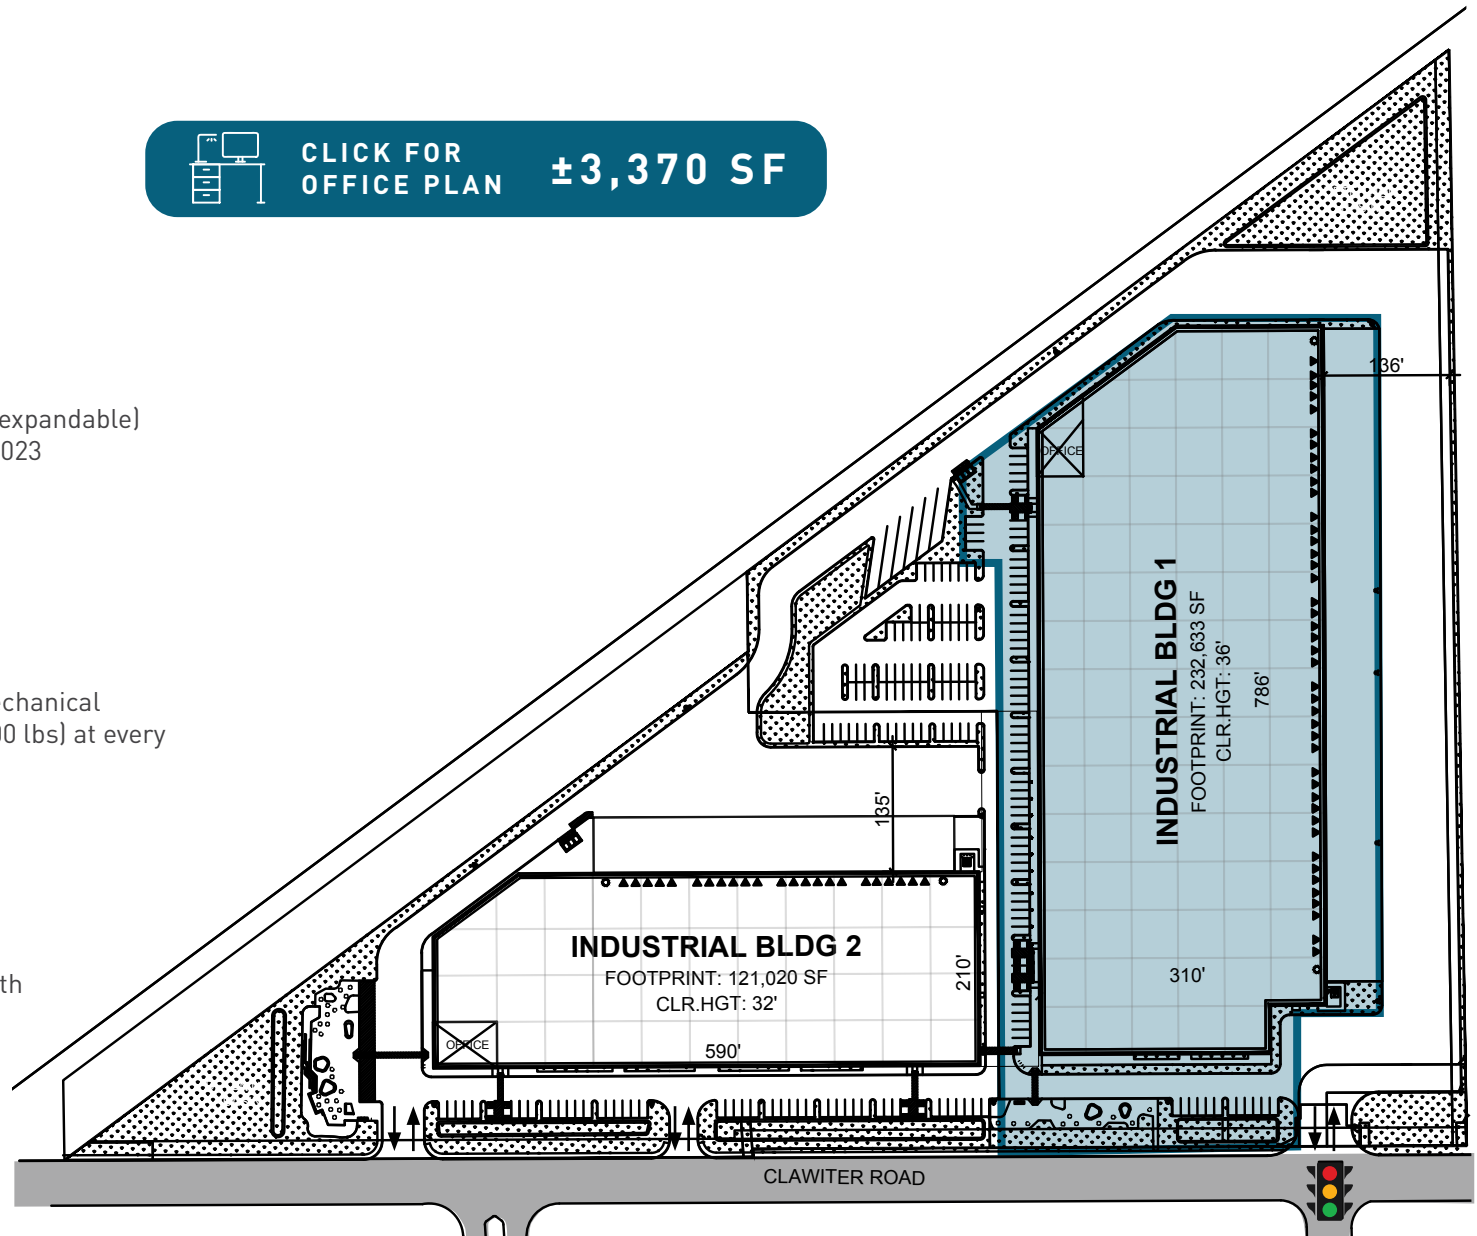 CLICK FOR
OFFICE PLAN
±3,370 SF
expandable)
023
chanical
00 lbs) at every
th
136'
OFFICE
INDUSTRIAL BLDG 1
FOOTPRINT: 232,633 SF
CLR.HGT: 36'
786'
310'
135'
INDUSTRIAL BLDG 2
FOOTPRINT: 121,020 SF
CLR.HGT: 32'
210'
OFFICE
590'
CLAWITER ROAD